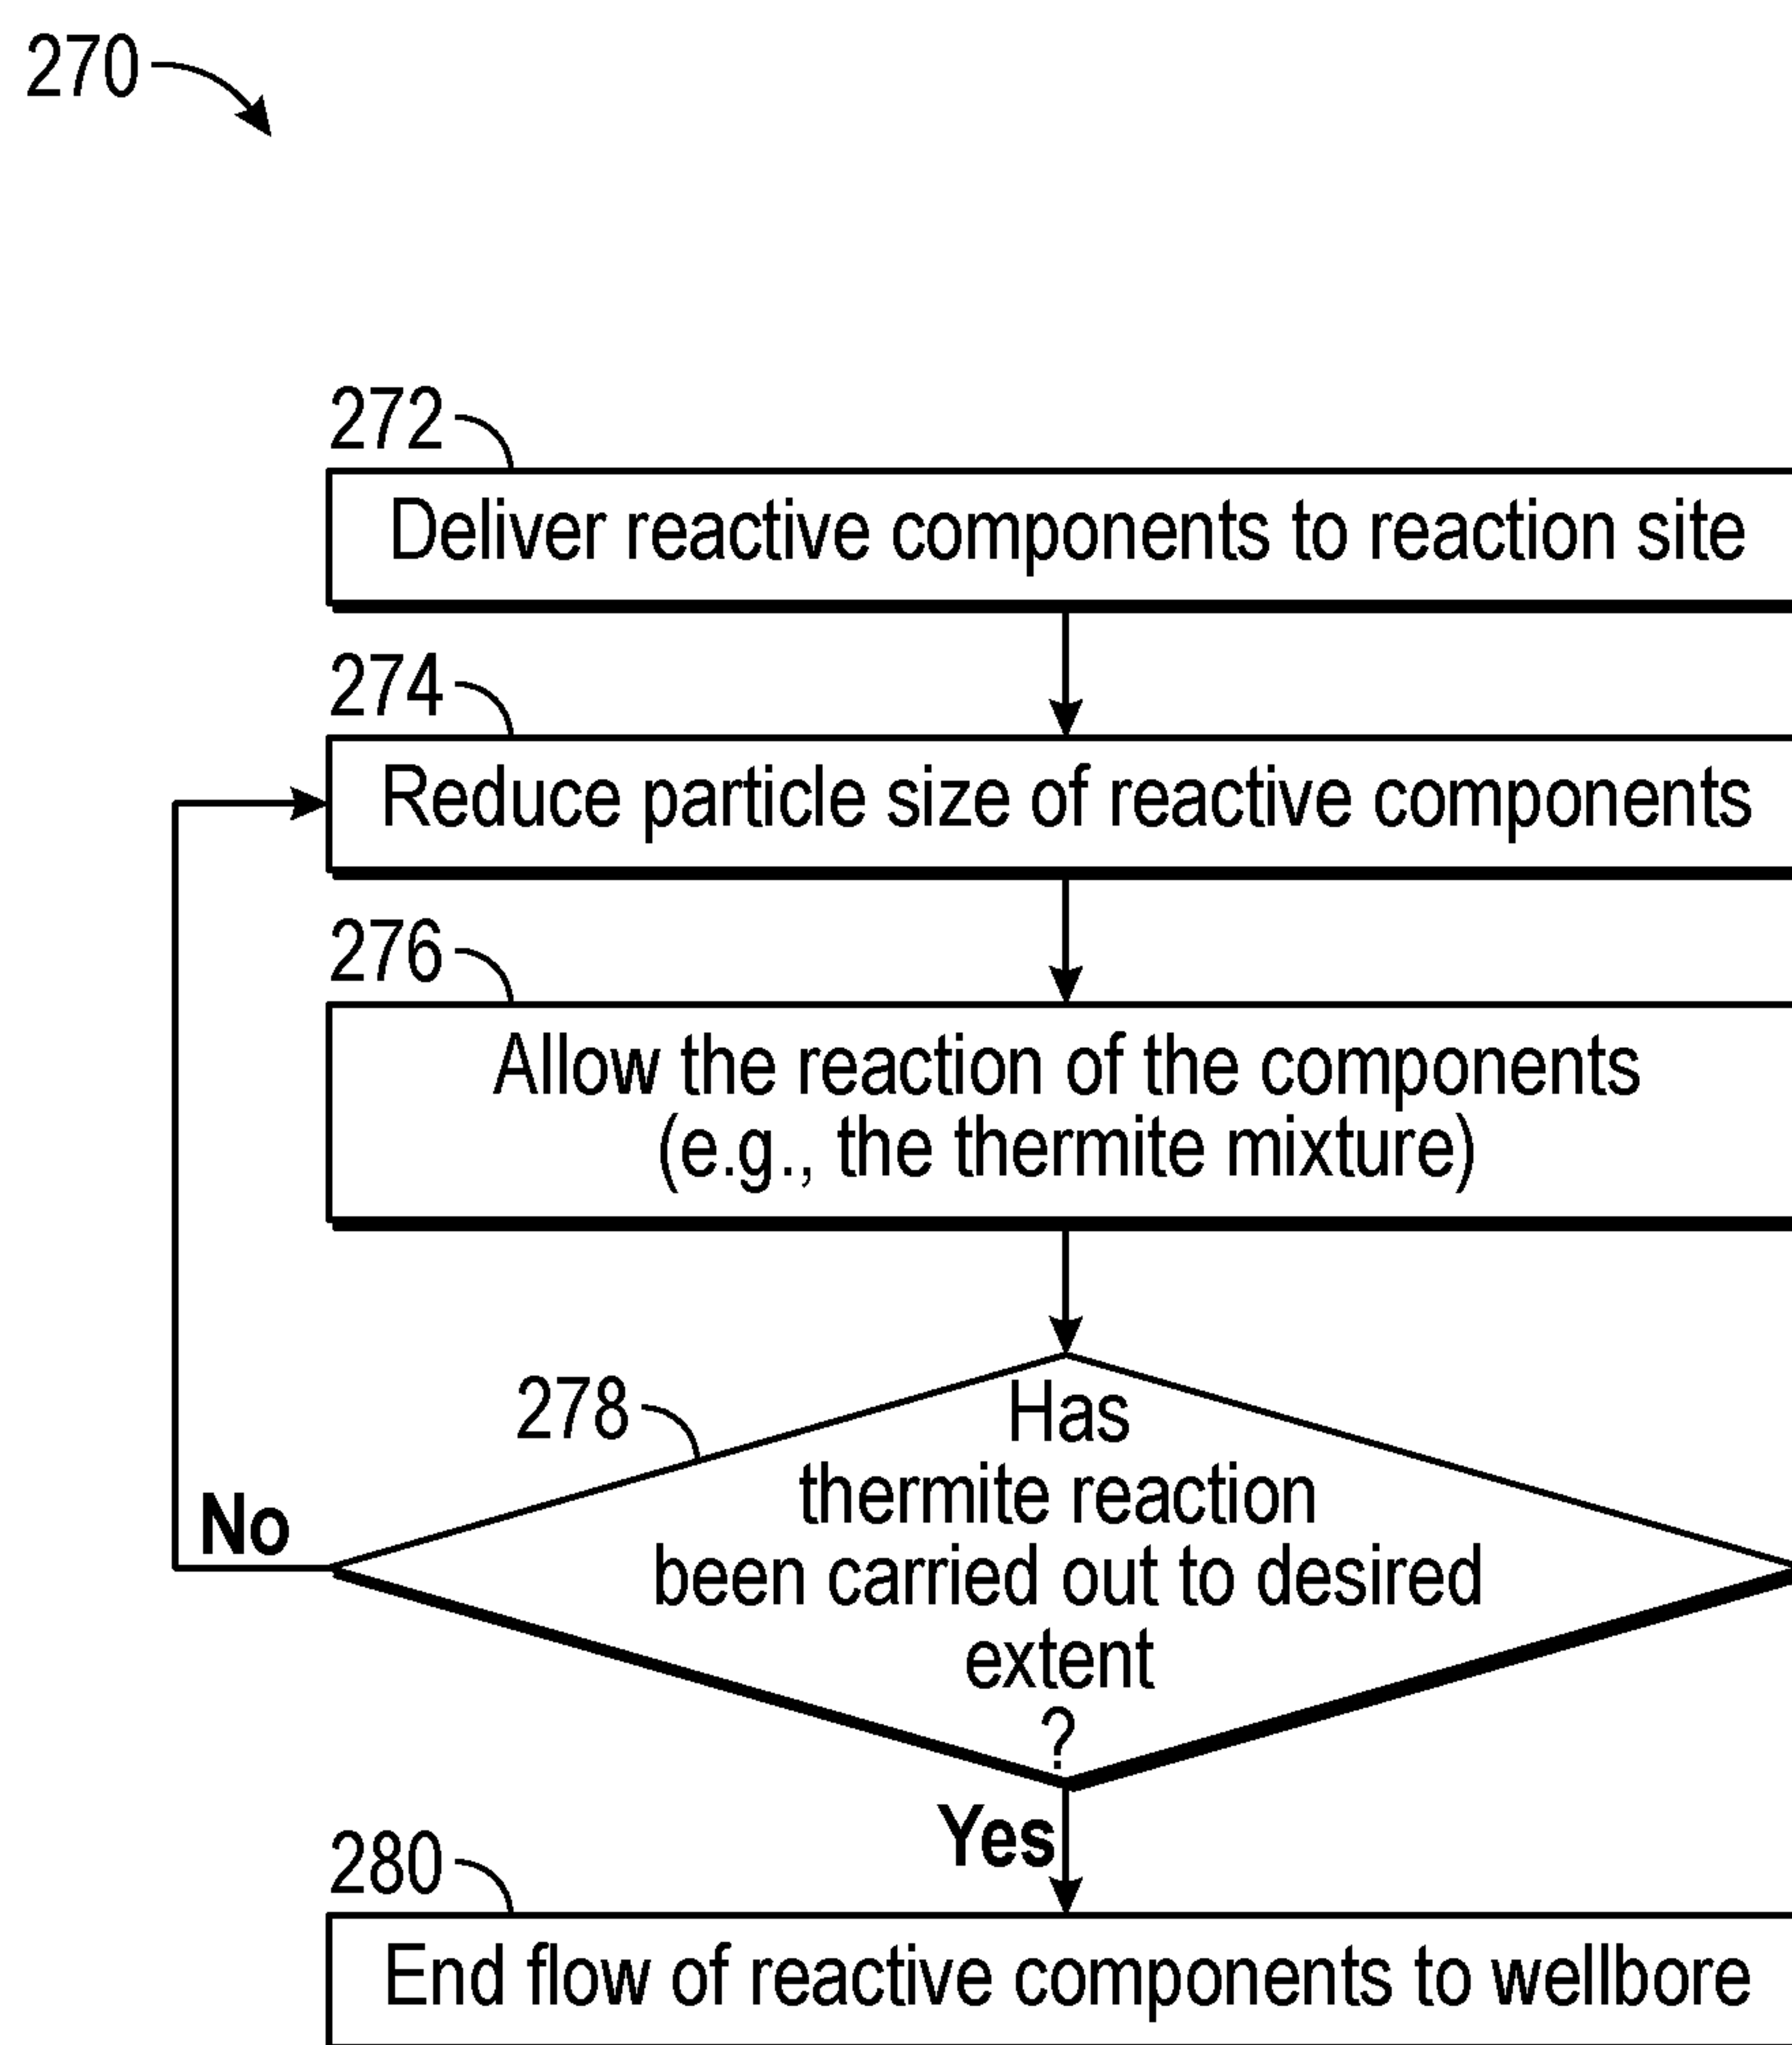 270
272
Deliver reactive components to reaction site
274
Reduce particle size of reactive components
276
Allow the reaction of the components
(e.g., the thermite mixture)
278
Has
thermite reaction
been carried out to desired
extent
?
No
Yes
280
End flow of reactive components to wellbore